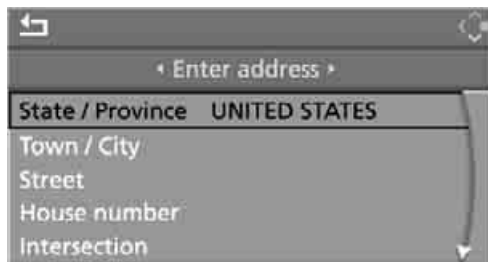 Enter address
State / Province UNITED STATES
Town / City
Street
House number
Intersection